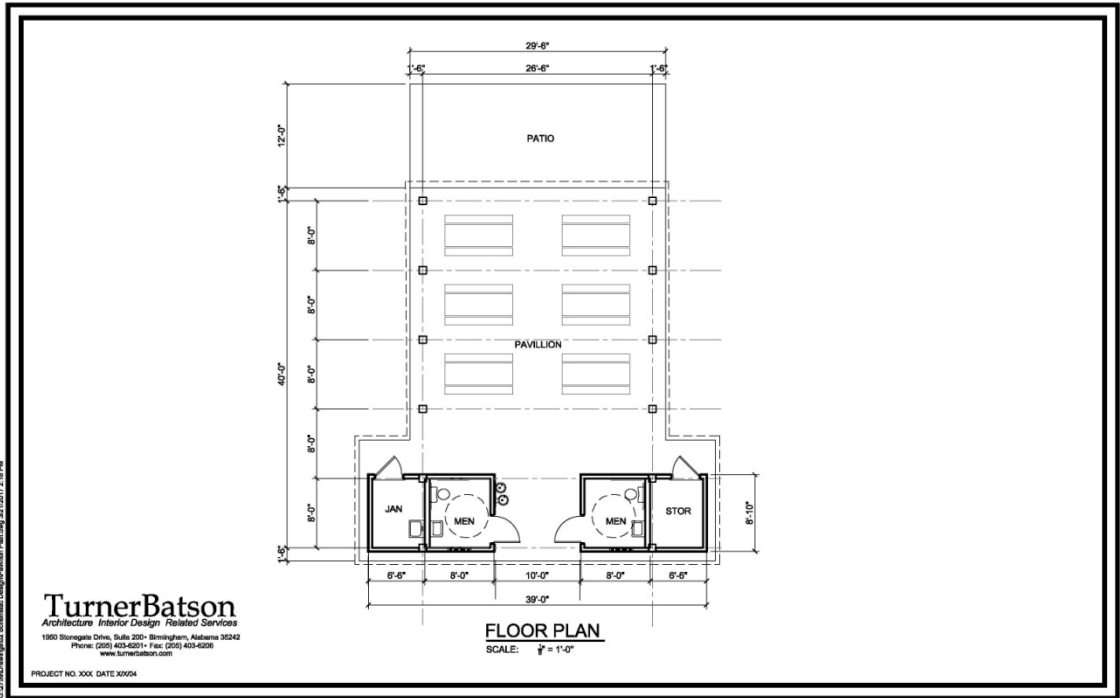 29'-6"
1'-6" 26'-6" 1'-6"
12'-0"
PATIO
1'-6"
8'-0"
8'-0"
PAVILLION
40'-0"
8'-0"
8'-0"
8'-0"
1'-6"
JAN
MEN
MEN
STOR
8'-10"
6'-6" 8'-0" 10'-0" 8'-0" 6'-6"
39'-0"
FLOOR PLAN
SCALE: = 1'-0"
TurnerBatson
Architecture Interior Design Related Services
1950 Stonegate Drive, Suite 200• Birmingham, Alabama 35242
Phone: (205) 403-6201• Fax: (205) 403-6206
www.turnerbatson.com
PROJECT NO. XXX DATE X/X/04